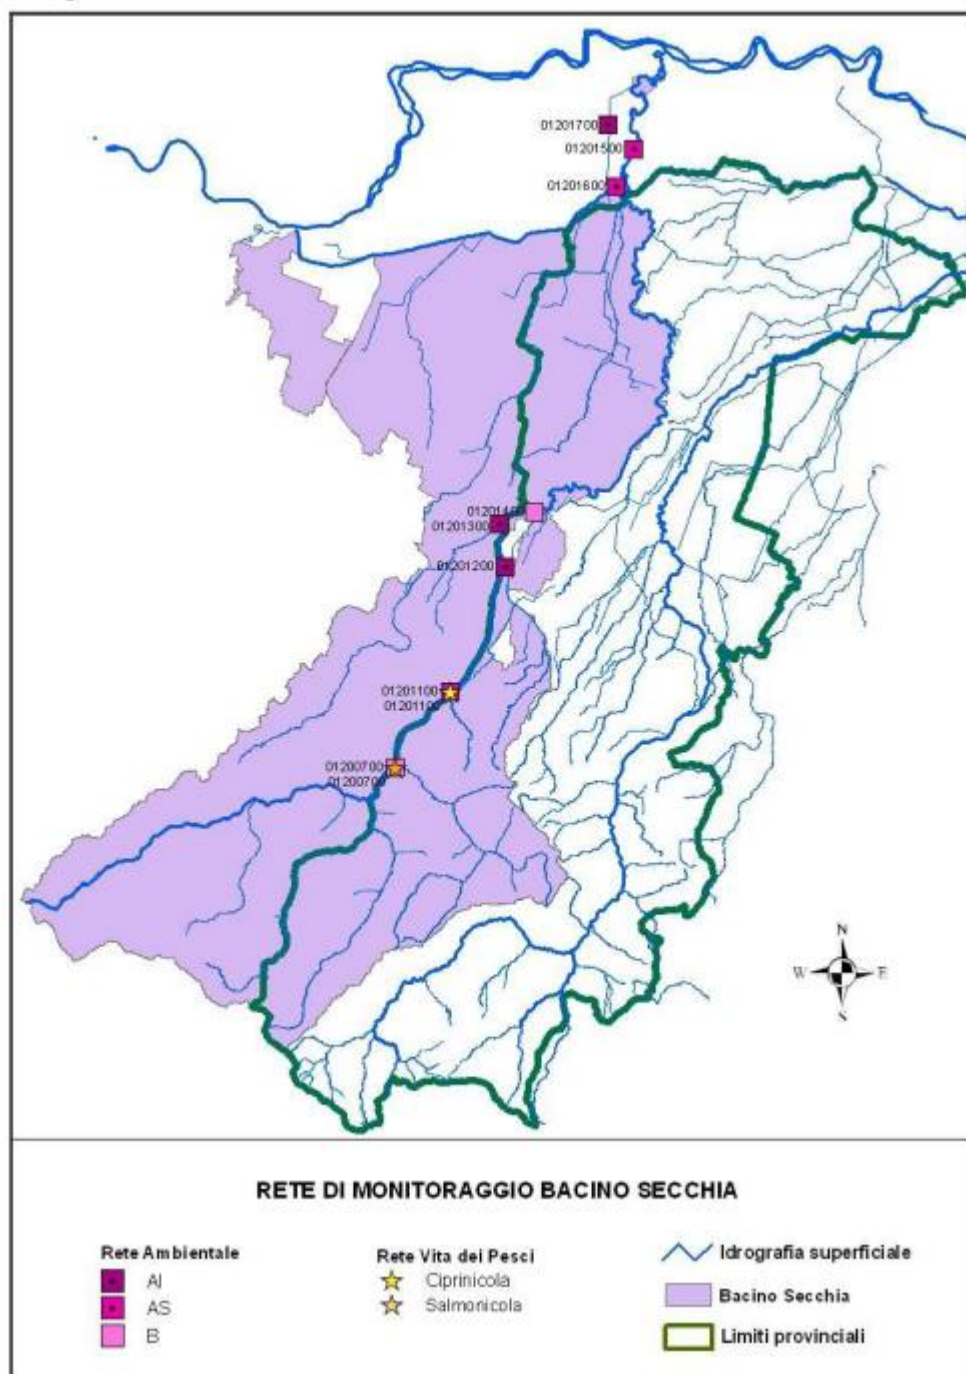 01201700
01201500
01201600
01201300
01201200
01201100
01200700
01200700
N
W E
S
RETE DI MONITORAGGIO BACINO SECCHIA
Rete Ambientale
AI
AS
B
Rete Vita dei Pesci
Ciprinicola
Salmonicola
Idrografia superficiale
Bacino Secchia
Limiti provinciali